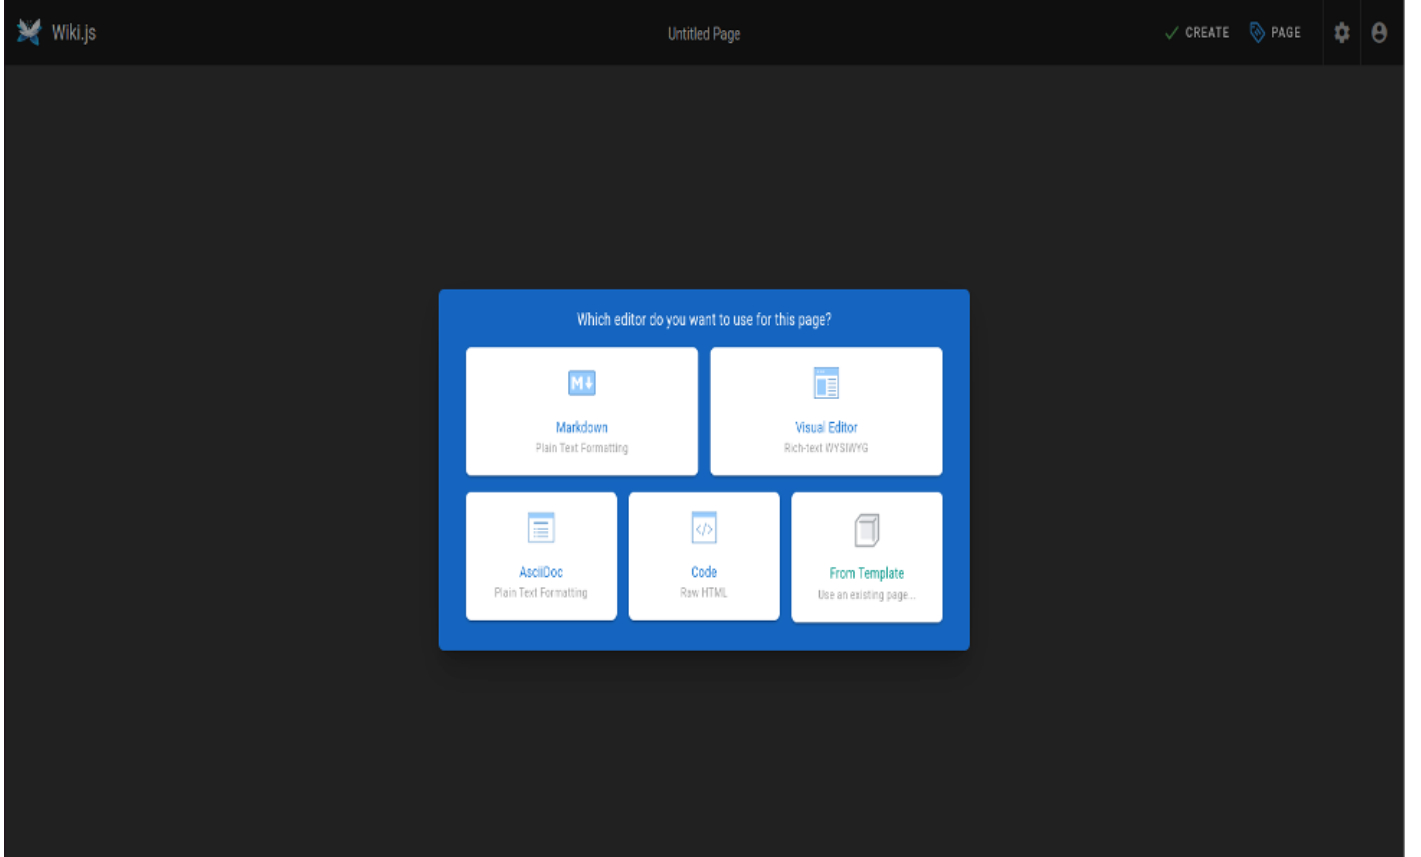 Wiki.js
Untitled Page
CREATE
PAGE
Which editor do you want to use for this page?
M
Markdown
Plain Text Formatting
Visual Editor
Rich-text WYSIWYG
AsciiDoc
Plain Text Formatting
</>
Code
Raw HTML
From Template
Use an existing page...